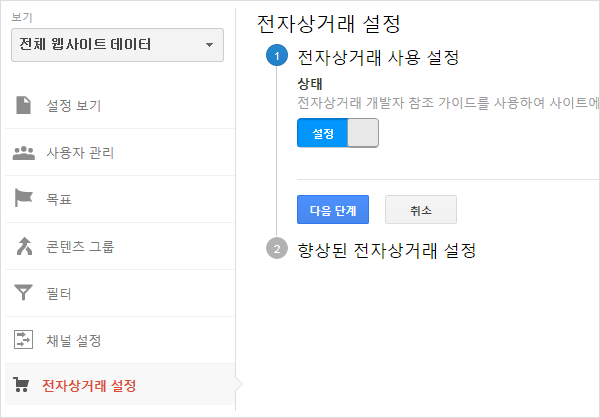 보기
전체 웹사이트 데이터
설정 보기
사용자 관리
목표
콘텐츠 그룹
필터
채널 설정
전자상거래 설정
전자상거래 설정
1 전자상거래 사용 설정
상태
전자상거래 개발자 참조 가이드를 사용하여 사이트에
설정
다음 단계 취소
2 향상된 전자상거래 설정